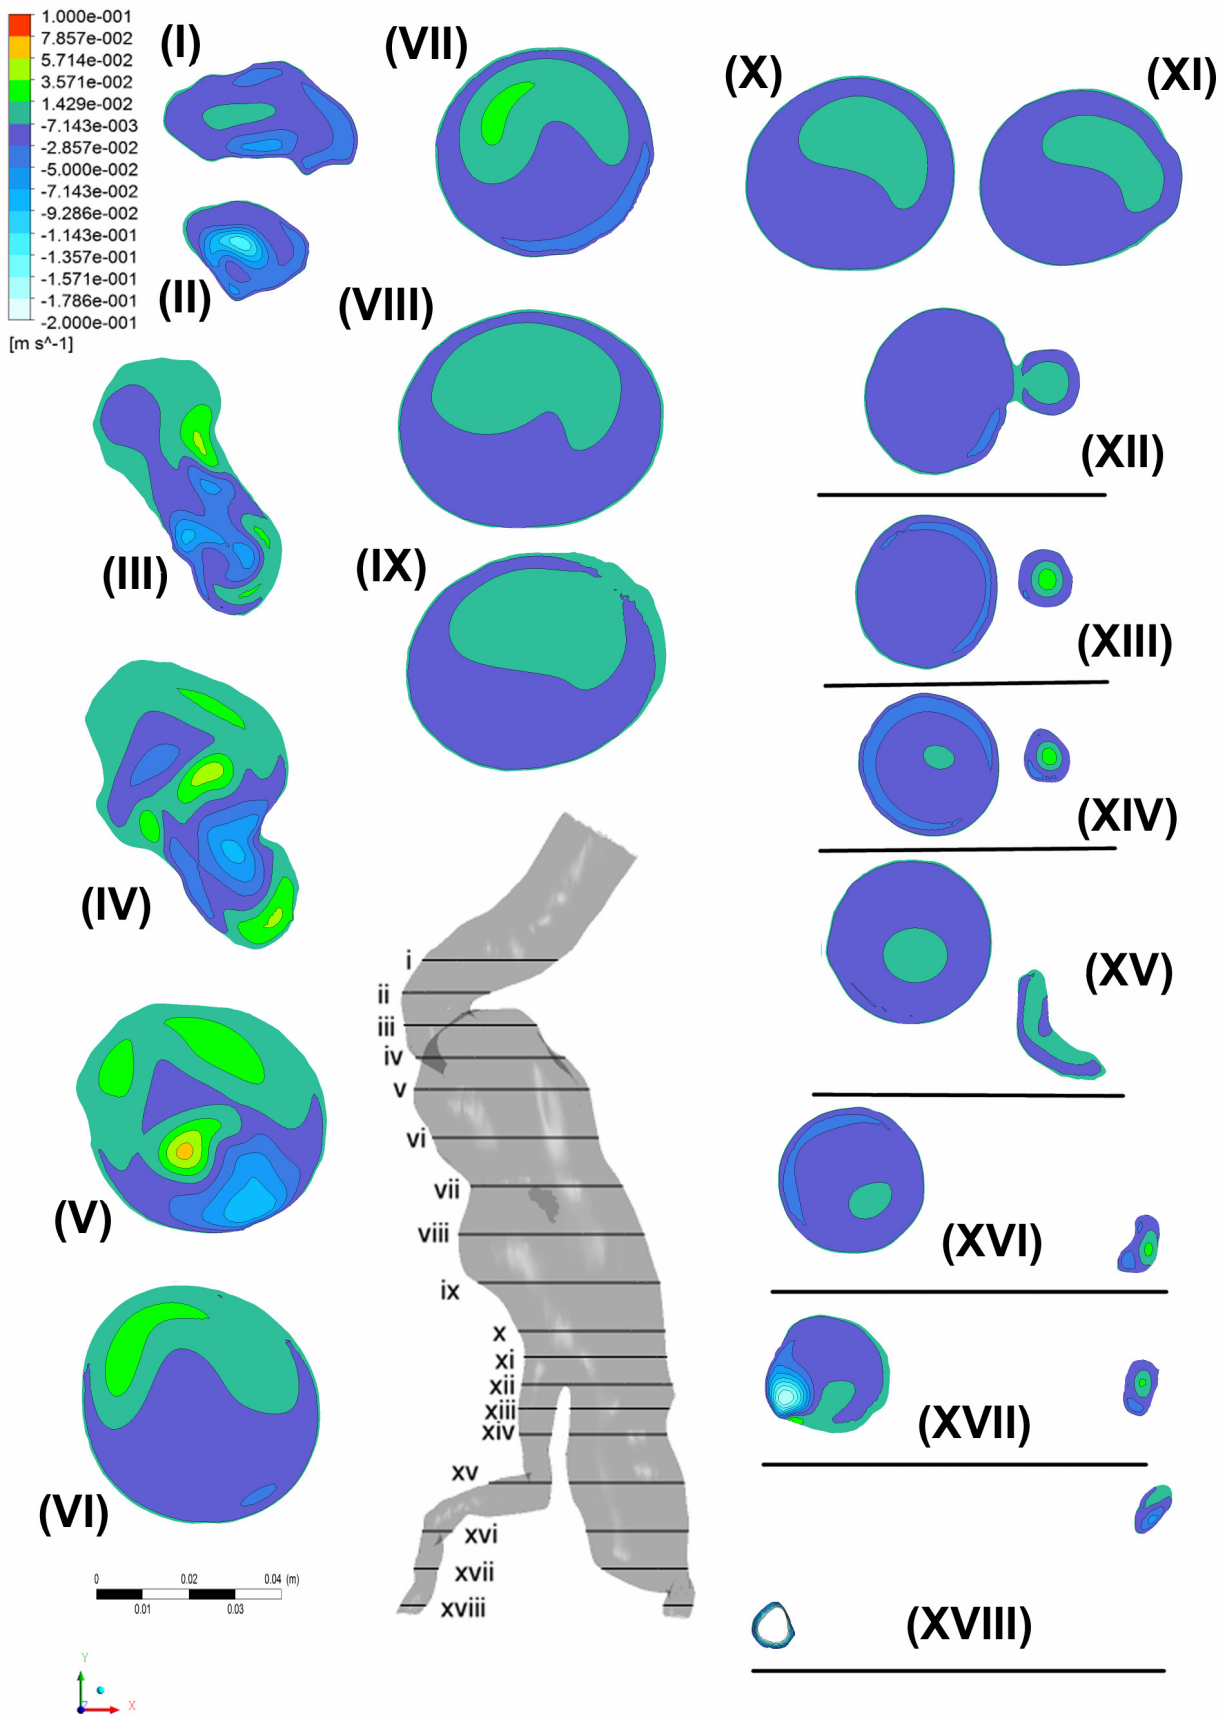 1.000e-001
7.857e-002
5.714e-002
3.571e-002
1.429e-002
-7.143e-003
-2.857e-002
-5.000e-002
-7.143e-002
-9.286e-002
-1.143e-001
-1.357e-001
-1.571e-001
-1.786e-001
-2.000e-001
[m s^-1]
(I)
(II)
(III)
(IV)
(V)
(VI)
(VII)
(VIII)
(IX)
(X)
(XI)
(XII)
(XIII)
(XIV)
(XV)
(XVI)
(XVII)
(XVIII)
i
ii
iii
iv
v
vi
vii
viii
ix
x
xi
xii
xiii
xiv
xv
xvi
xvii
xviii
0 0.02 0.04 (m)
0.01 0.03
Y
Z X